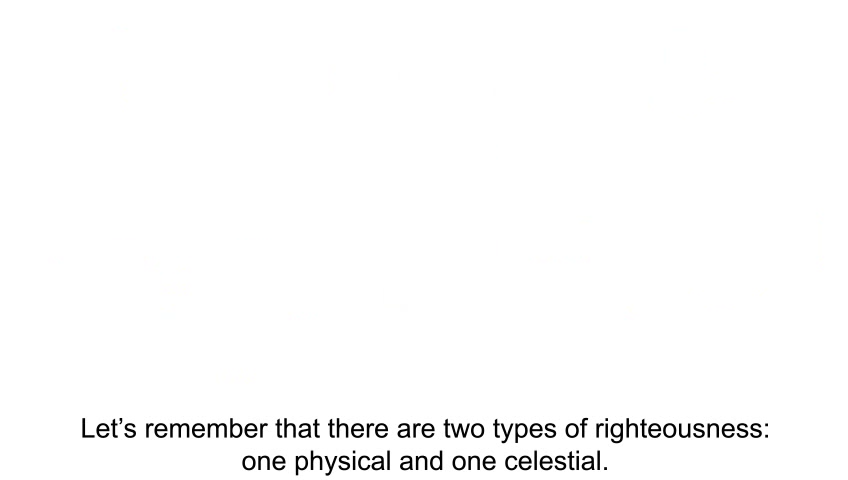 Let’s remember that there are two types of righteousness:
one physical and one celestial.